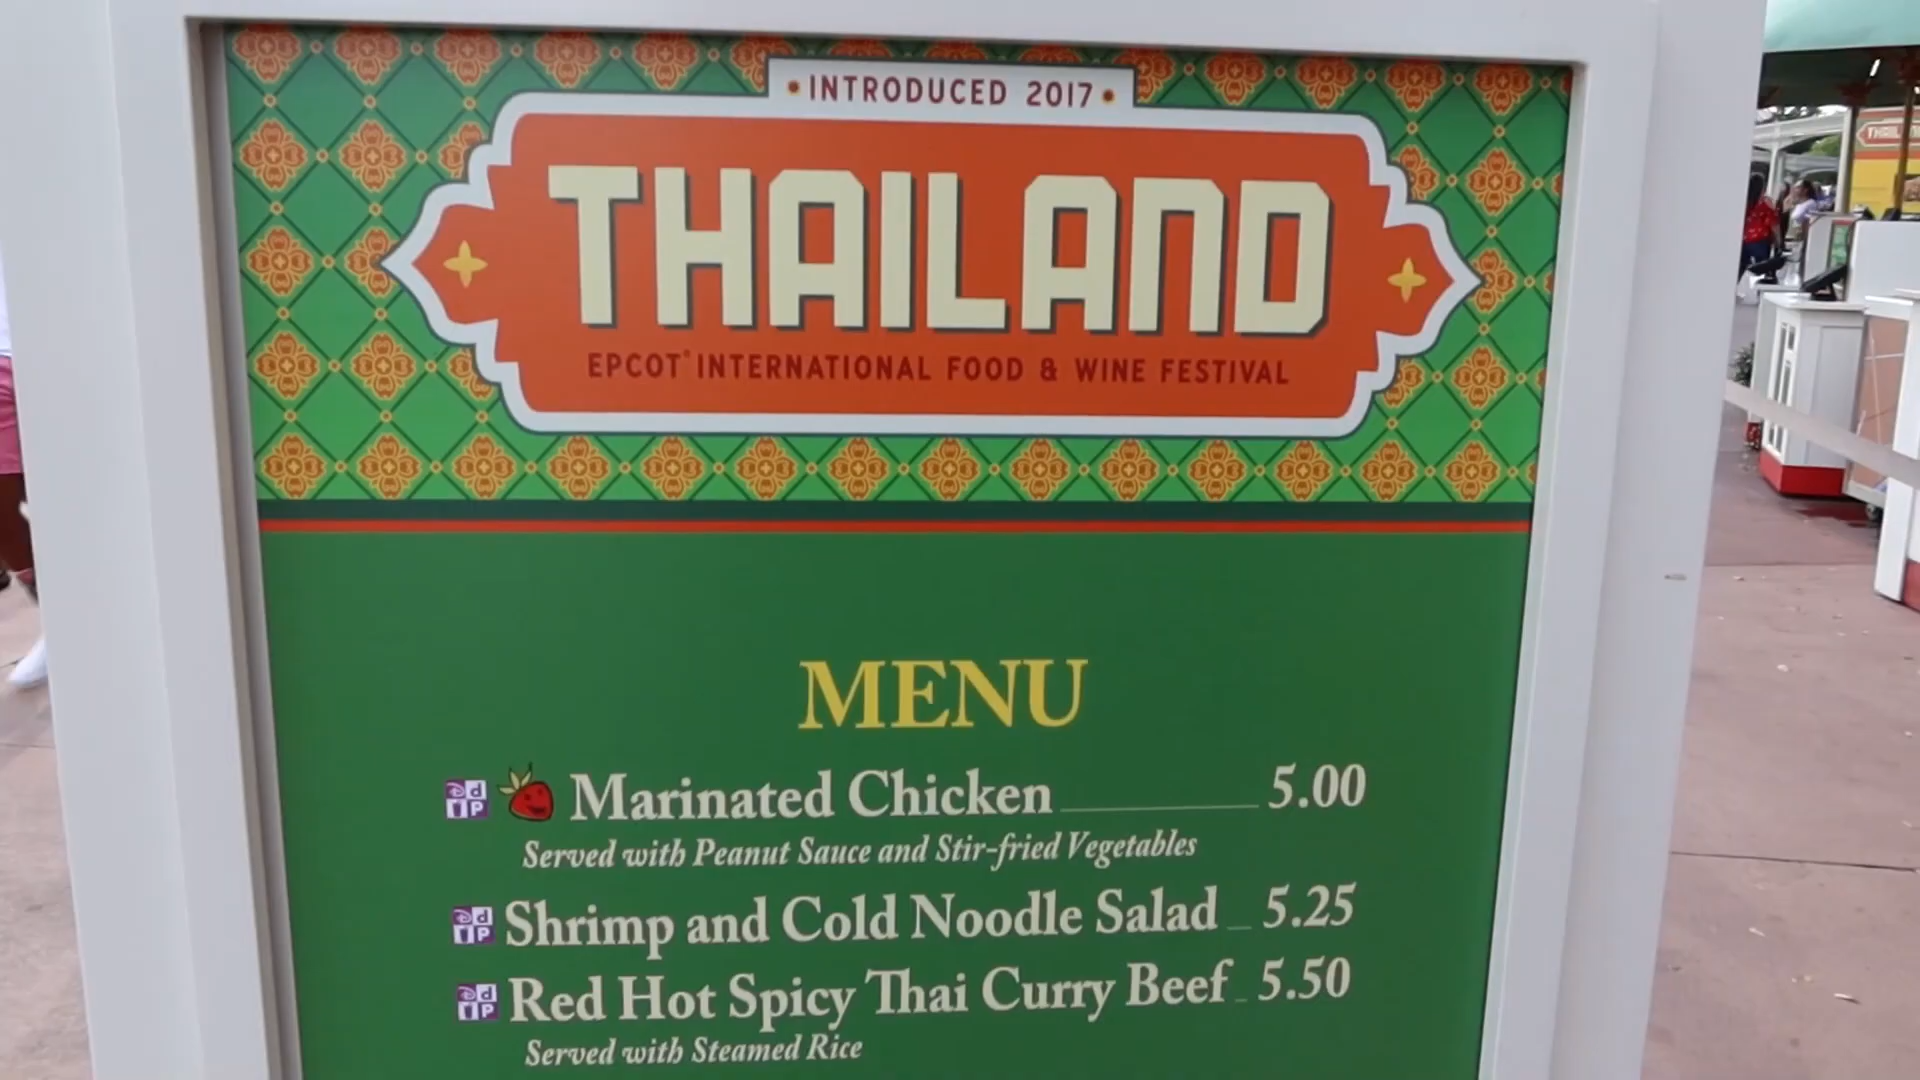 INTRODUCED 2017
THAILAND
EPCOT® INTERNATIONAL FOOD & WINE FESTIVAL
MENU
Marinated Chicken 5.00
Served with Peanut Sauce and Stir-fried Vegetables
Shrimp and Cold Noodle Salad 5.25
Red Hot Spicy Thai Curry Beef 5.50
Served with Steamed Rice